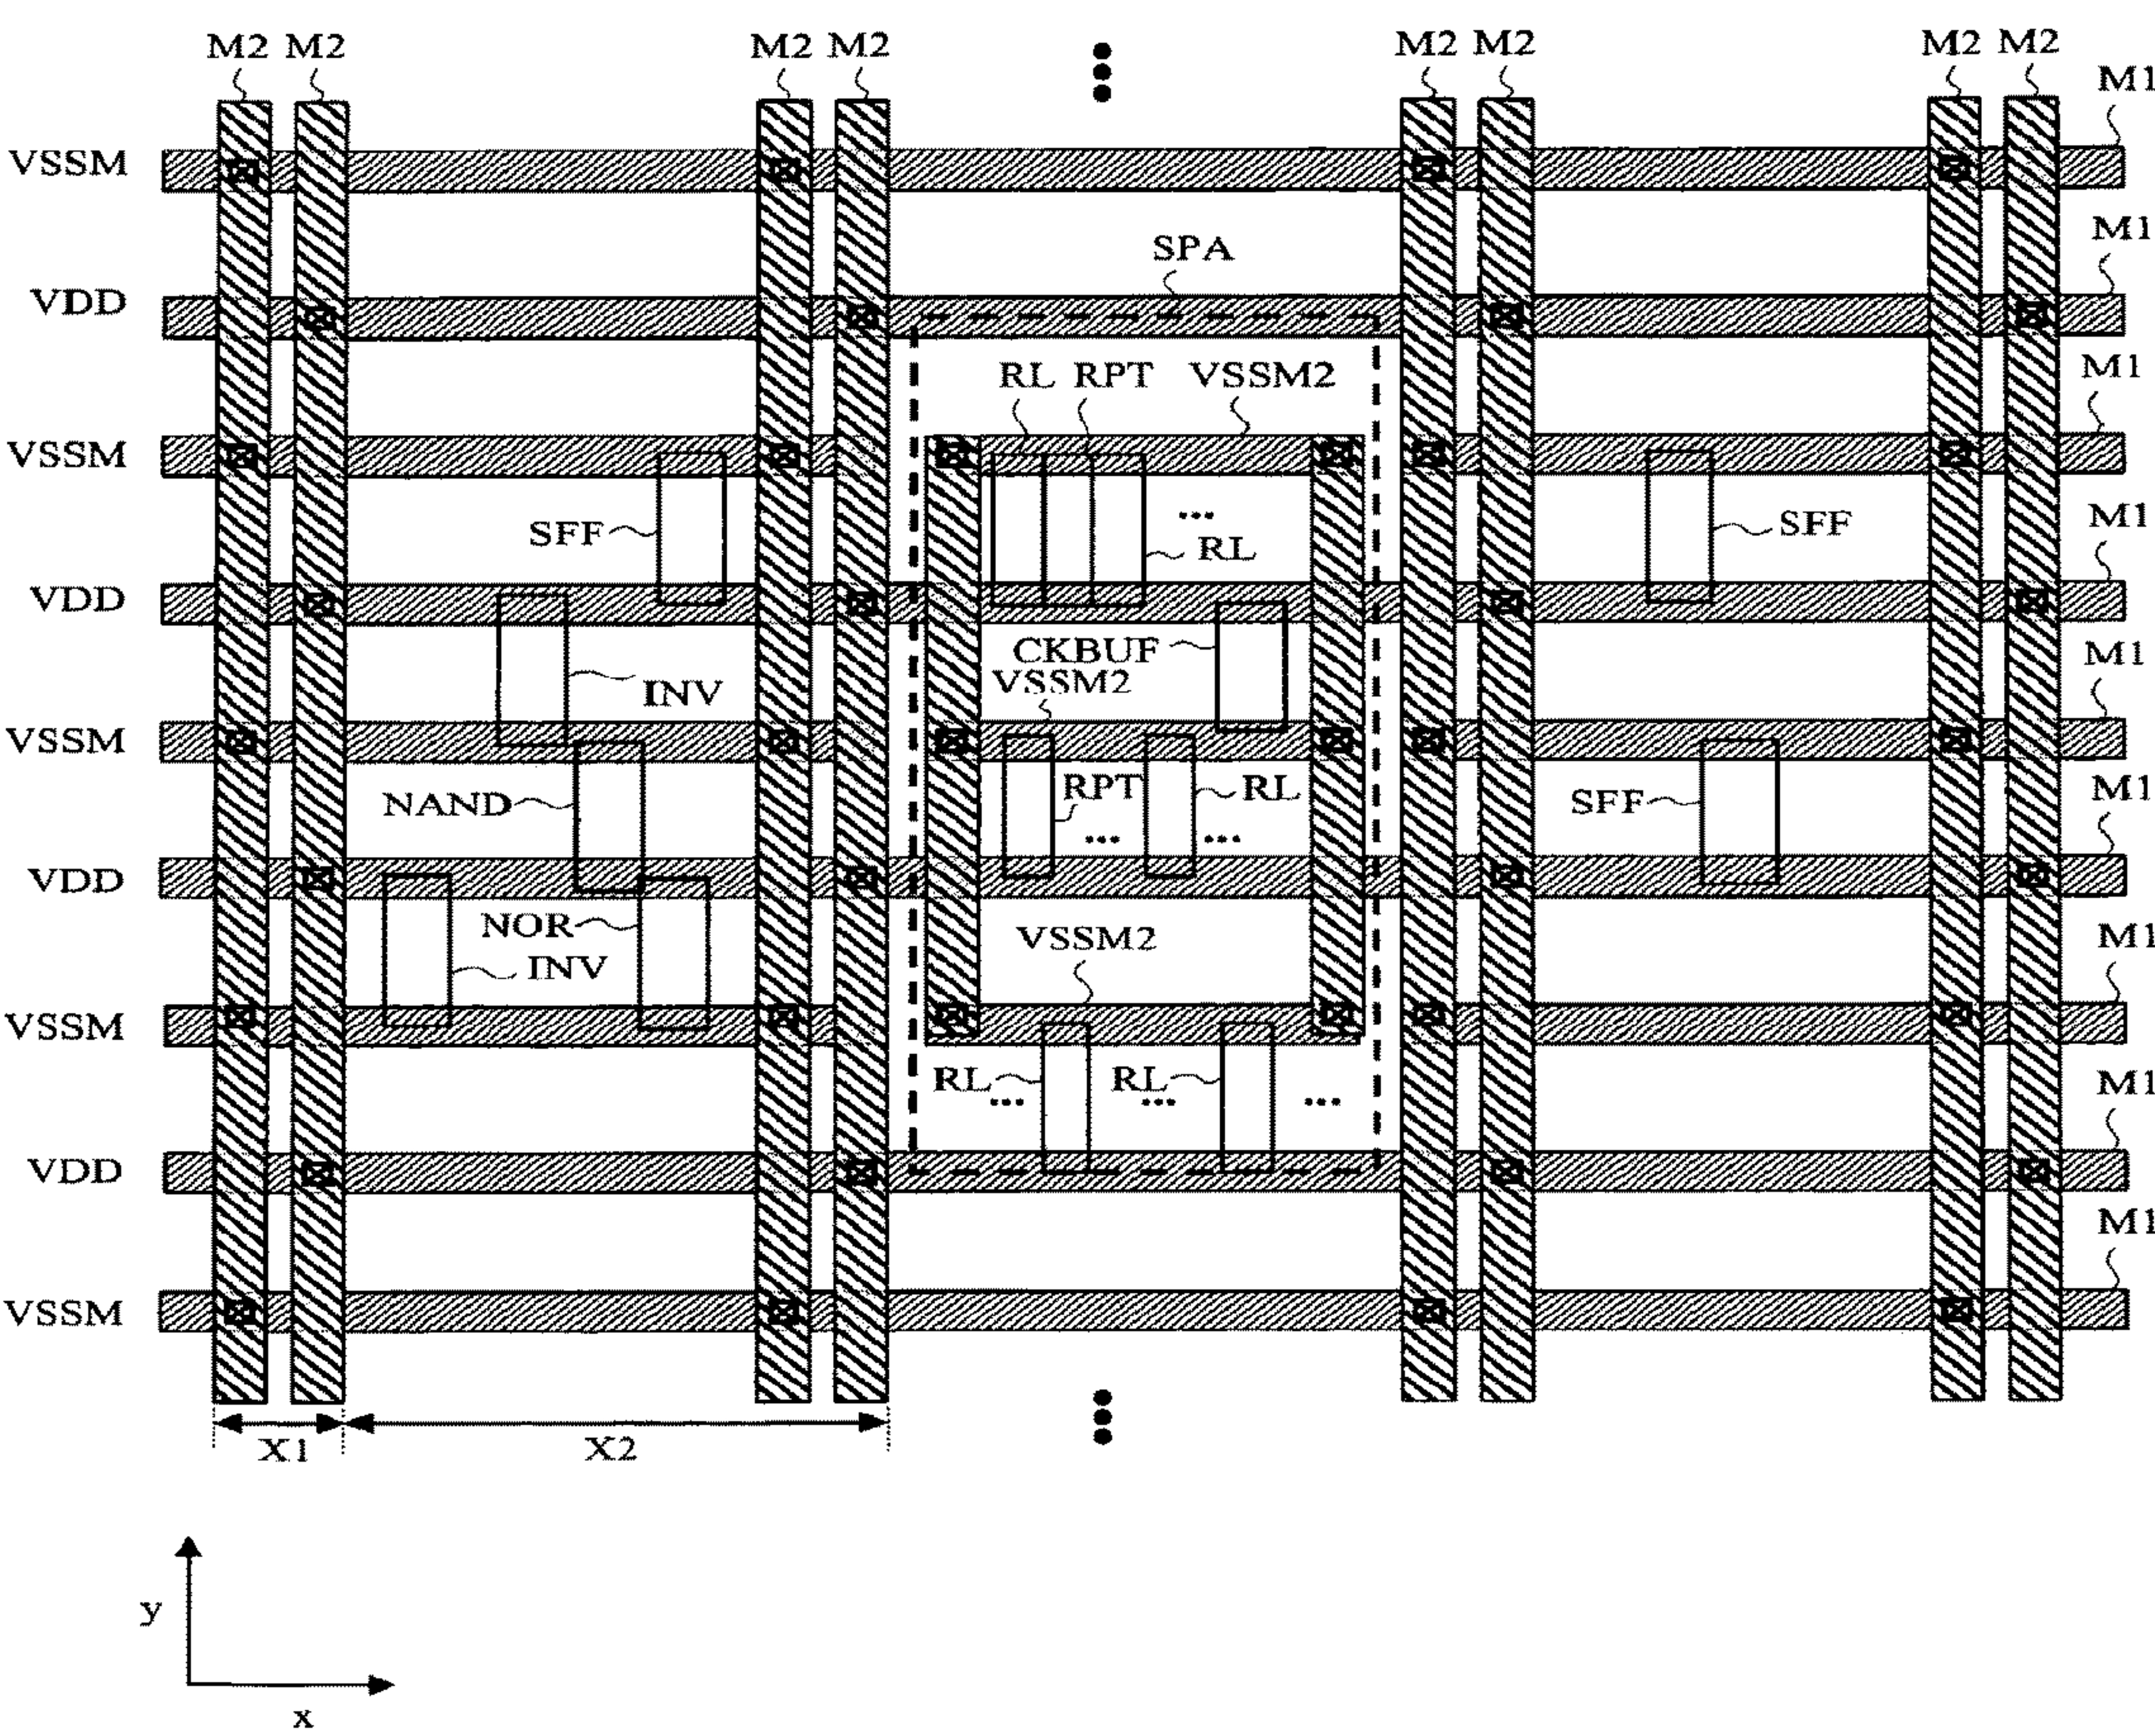 M2 M2 M2 M2 M2 M2 M2 M2
M1
VSSM
M1
SPA
VDD
M1
RL RPT VSSM2
VSSM
M1
SFF ... RL SFF
VDD
M1
CKBUF
INV VSSM2
VSSM
M1
NAND RPT RL SFF
... ...
VDD
M1
NOR VSSM2
INV
VSSM
M1
RL RL
... ... ...
VDD
M1
VSSM
X1 X2
y
x